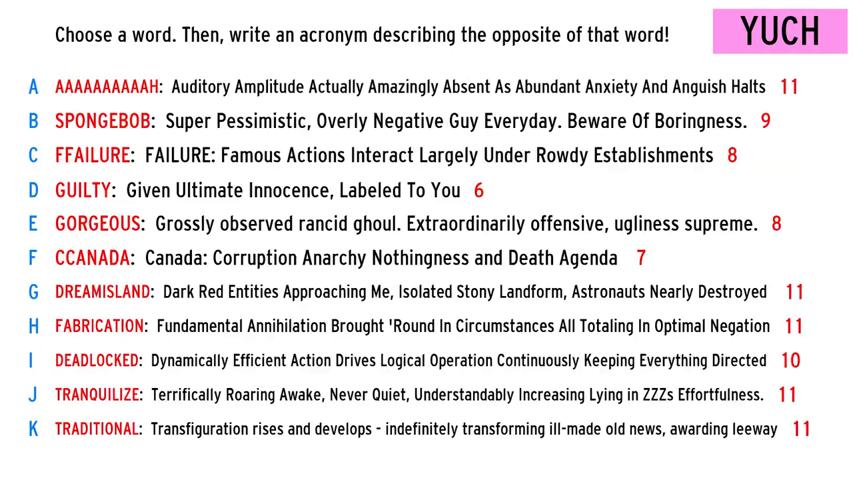 Choose a word. Then, write an acronym describing the opposite of that word!
YUCH
A AAAAAAAAAAH: Auditory Amplitude Actually Amazingly Absent As Abundant Anxiety And Anguish Halts 11
B SPONGEBOB: Super Pessimistic, Overly Negative Guy Everyday. Beware Of Boringness. 9
C FFAILURE: FAILURE: Famous Actions Interact Largely Under Rowdy Establishments 8
D GUILTY: Given Ultimate Innocence, Labeled To You 6
E GORGEOUS: Grossly observed rancid ghoul. Extraordinarily offensive, ugliness supreme. 8
F CCANADA: Canada: Corruption Anarchy Nothingness and Death Agenda 7
G DREAMISLAND: Dark Red Entities Approaching Me, Isolated Stony Landform, Astronauts Nearly Destroyed 11
H FABRICATION: Fundamental Annihilation Brought 'Round In Circumstances All Totaling In Optimal Negation 11
I DEADLOCKED: Dynamically Efficient Action Drives Logical Operation Continuously Keeping Everything Directed 10
J TRANQUILIZE: Terrifically Roaring Awake, Never Quiet, Understandably Increasing Lying in ZZZs Effortfulness. 11
K TRADITIONAL: Transfiguration rises and develops - indefinitely transforming ill-made old news, awarding leeway 11